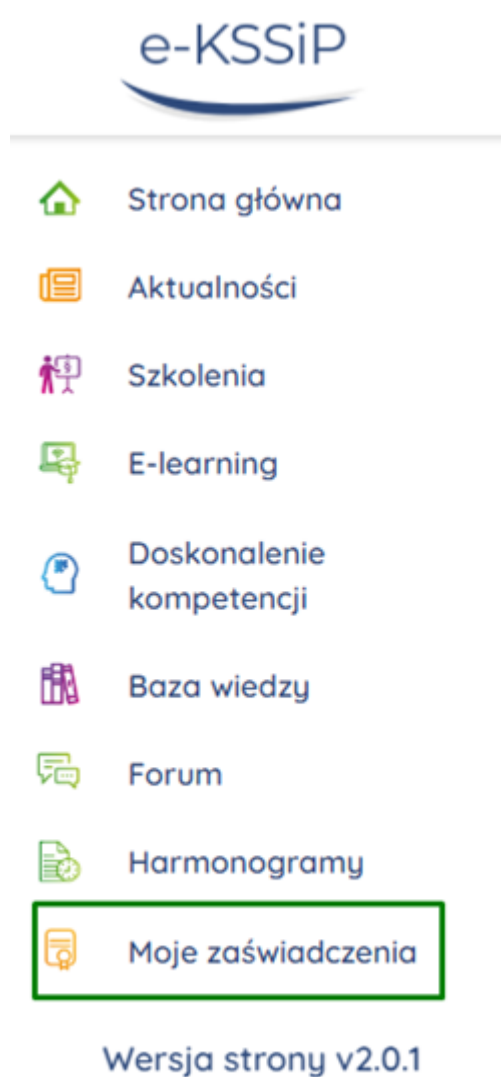 e-KSSiP
Strona główna
Aktualności
Szkolenia
E-learning
Doskonalenie
kompetencji
Baza wiedzy
Forum
Harmonogramy
Moje zaświadczenia
Wersja strony v2.0.1